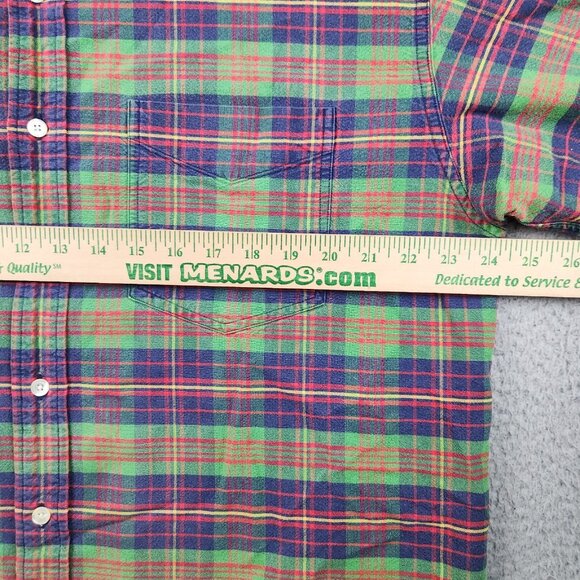 12 13 14 15 16 17 18 19 20 21 22 23 24 25 26
Quality℠ VISIT MENARDS®.com Dedicated to Service &